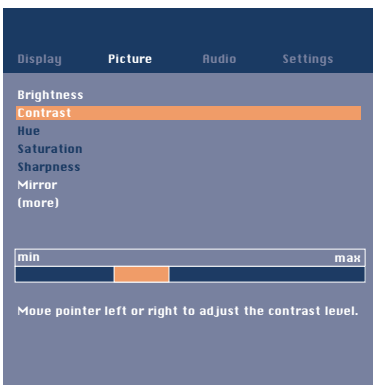 Display Picture Audio Settings
Brightness
Contrast
Hue
Saturation
Sharpness
Mirror
(more)
min max
Move pointer left or right to adjust the contrast level.